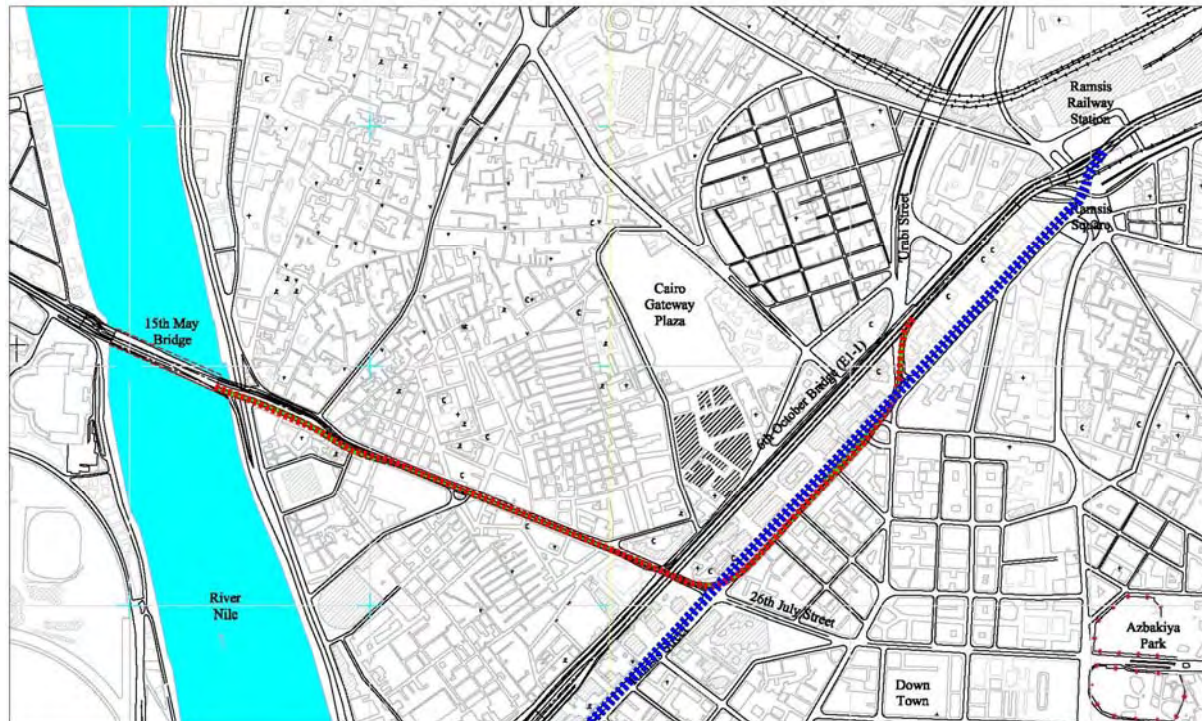 Ramsis
Railway
Station
Ramsis
Square
Urabi Street
Cairo
Gateway
Plaza
15th May
Bridge
6th October Bridge (E1-1)
26th July Street
River
Nile
Azbakiya
Park
Down
Town